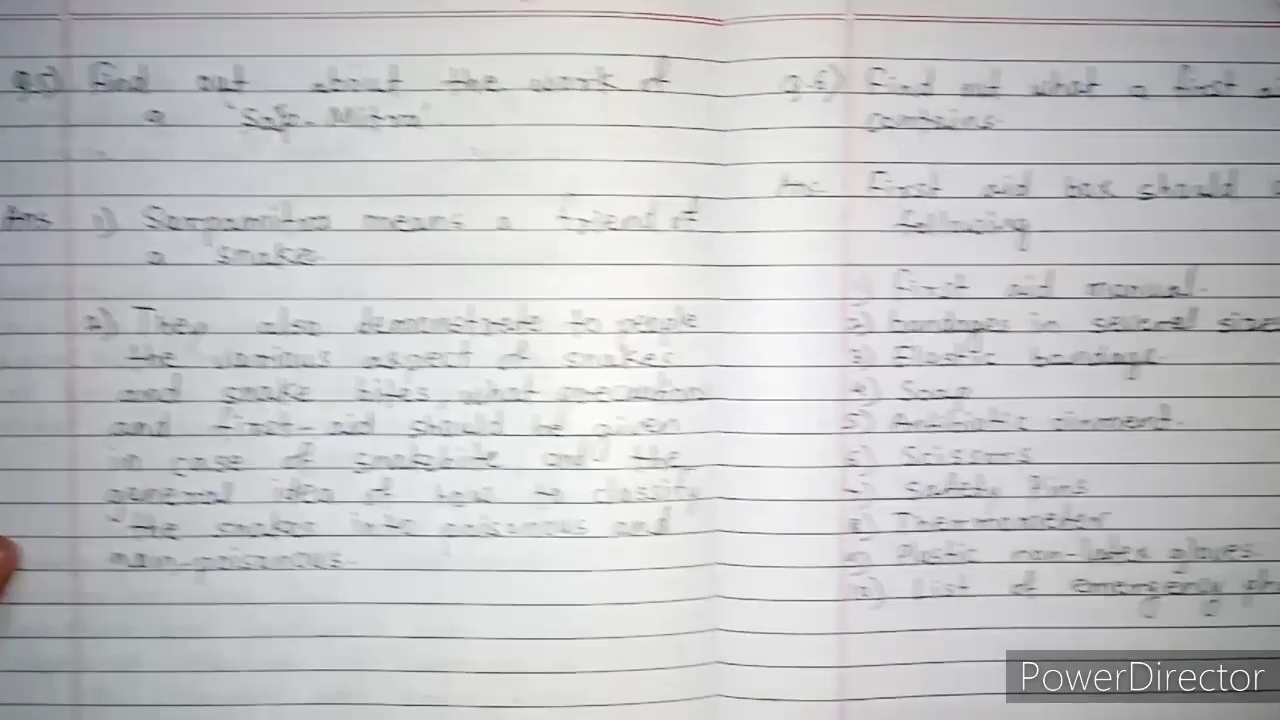 Q.5) Find out about the work of
a 'Sarp-Mitra'.
Ans 1) Sarpamitra means a friend of
a snake.
2) They also demonstrate to people
the various aspect of snakes
and snake bites, what precaution
and first-aid should be given
in case of snakebite and the
general idea of how to classify
the snakes into poisonous and
non-poisonous.
Q.6) Find out what a first
contains.
Ans First aid box should
following
1) First aid manual.
2) bandages in several sizes
3) Elastic bandage.
4) Soap
5) Antibiotic oinment.
6) Scissors
7) Safety Pins
8) Thermometer
9) Plastic non-latex gloves.
10) List of emergency
PowerDirector